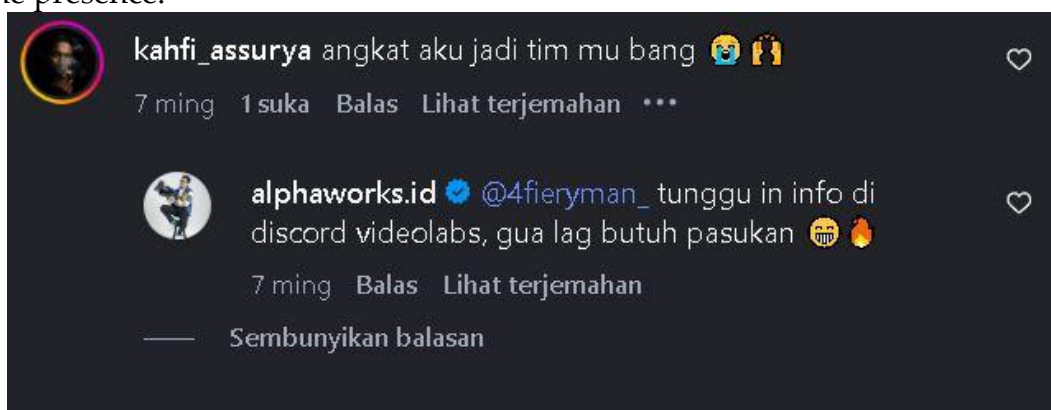 kahfi_assurya angkat aku jadi tim mu bang 😭 🙌
7 ming 1 suka Balas Lihat terjemahan •••
alphaworks.id @4fieryman_ tunggu in info di
discord videolabs, gua lag butuh pasukan 😁 🔥
7 ming Balas Lihat terjemahan
Sembunyikan balasan